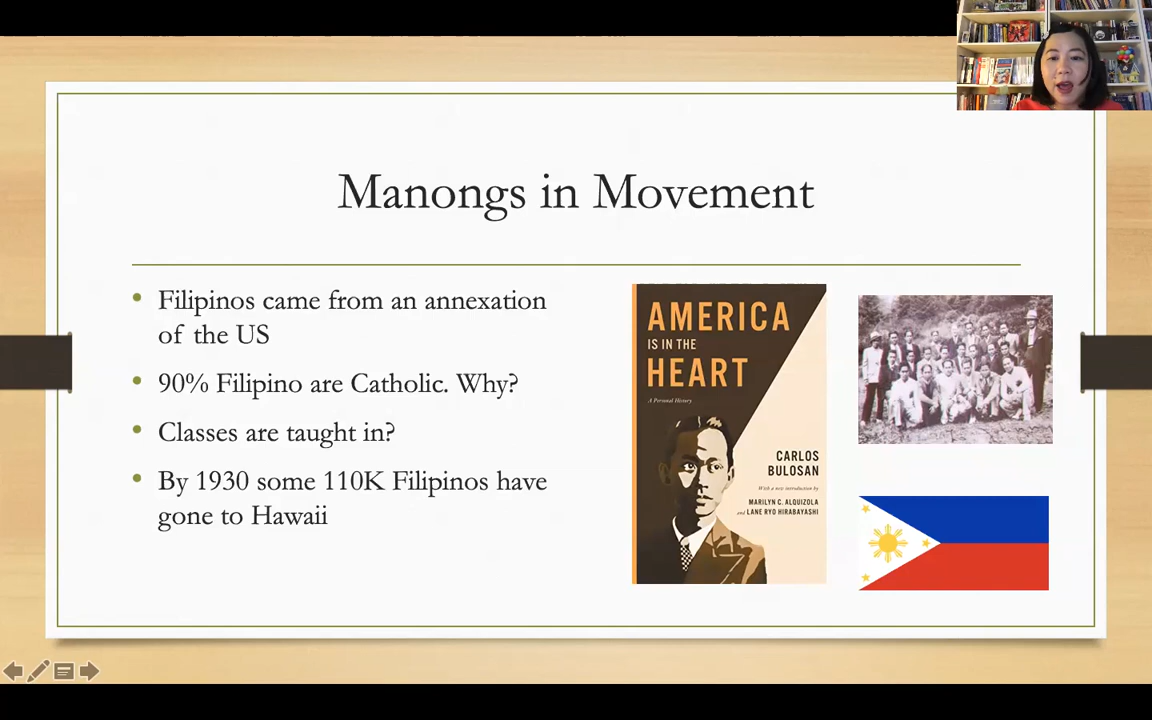 Manongs in Movement
Filipinos came from an annexation
of the US
90% Filipino are Catholic. Why?
Classes are taught in?
By 1930 some 110K Filipinos have
gone to Hawaii
AMERICA
IS IN THE
HEART
A Personal History
CARLOS
BULOSAN
With a new introduction by
MARILYN C. ALQUIZOLA
and LANE RYO HIRABAYASHI